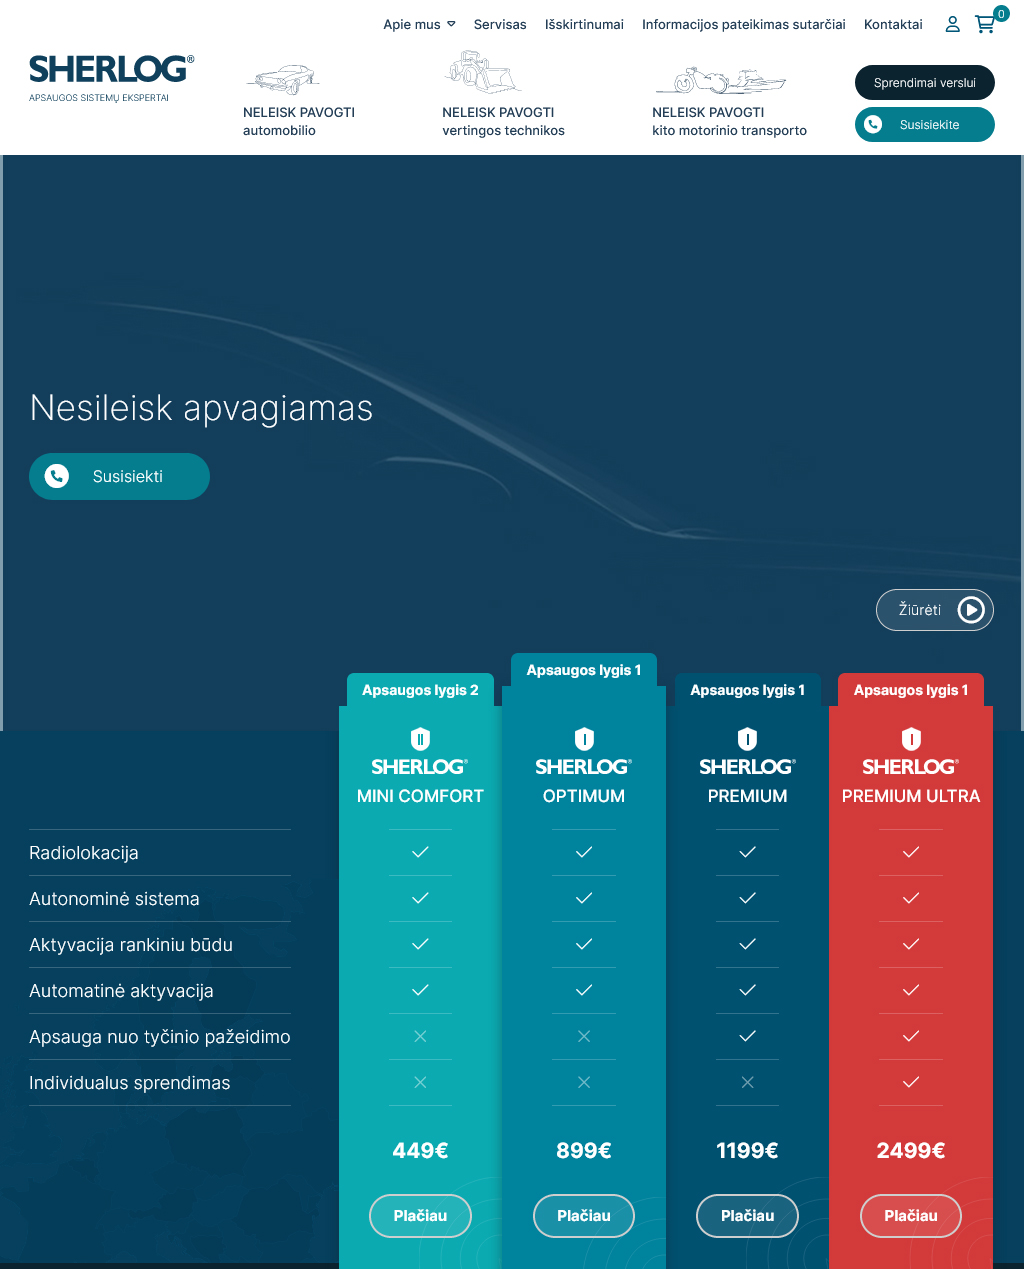 Apie mus
Servisas
Išskirtinumai
Informacijos pateikimas sutarčiai
Kontaktai
0
SHERLOG®
APSAUGOS SISTEMŲ EKSPERTAI
NELEISK PAVOGTI
automobilio
NELEISK PAVOGTI
vertingos technikos
NELEISK PAVOGTI
kito motorinio transporto
Sprendimai verslui
Susisiekite
Nesileisk apvagiamas
Susisiekti
Žiūrėti
Apsaugos lygis 2
Apsaugos lygis 1
Apsaugos lygis 1
Apsaugos lygis 1
II
SHERLOG®
MINI COMFORT
I
SHERLOG®
OPTIMUM
I
SHERLOG®
PREMIUM
I
SHERLOG®
PREMIUM ULTRA
Radiolokacija
Autonominė sistema
Aktyvacija rankiniu būdu
Automatinė aktyvacija
Apsauga nuo tyčinio pažeidimo
Individualus sprendimas
449€
899€
1199€
2499€
Plačiau
Plačiau
Plačiau
Plačiau